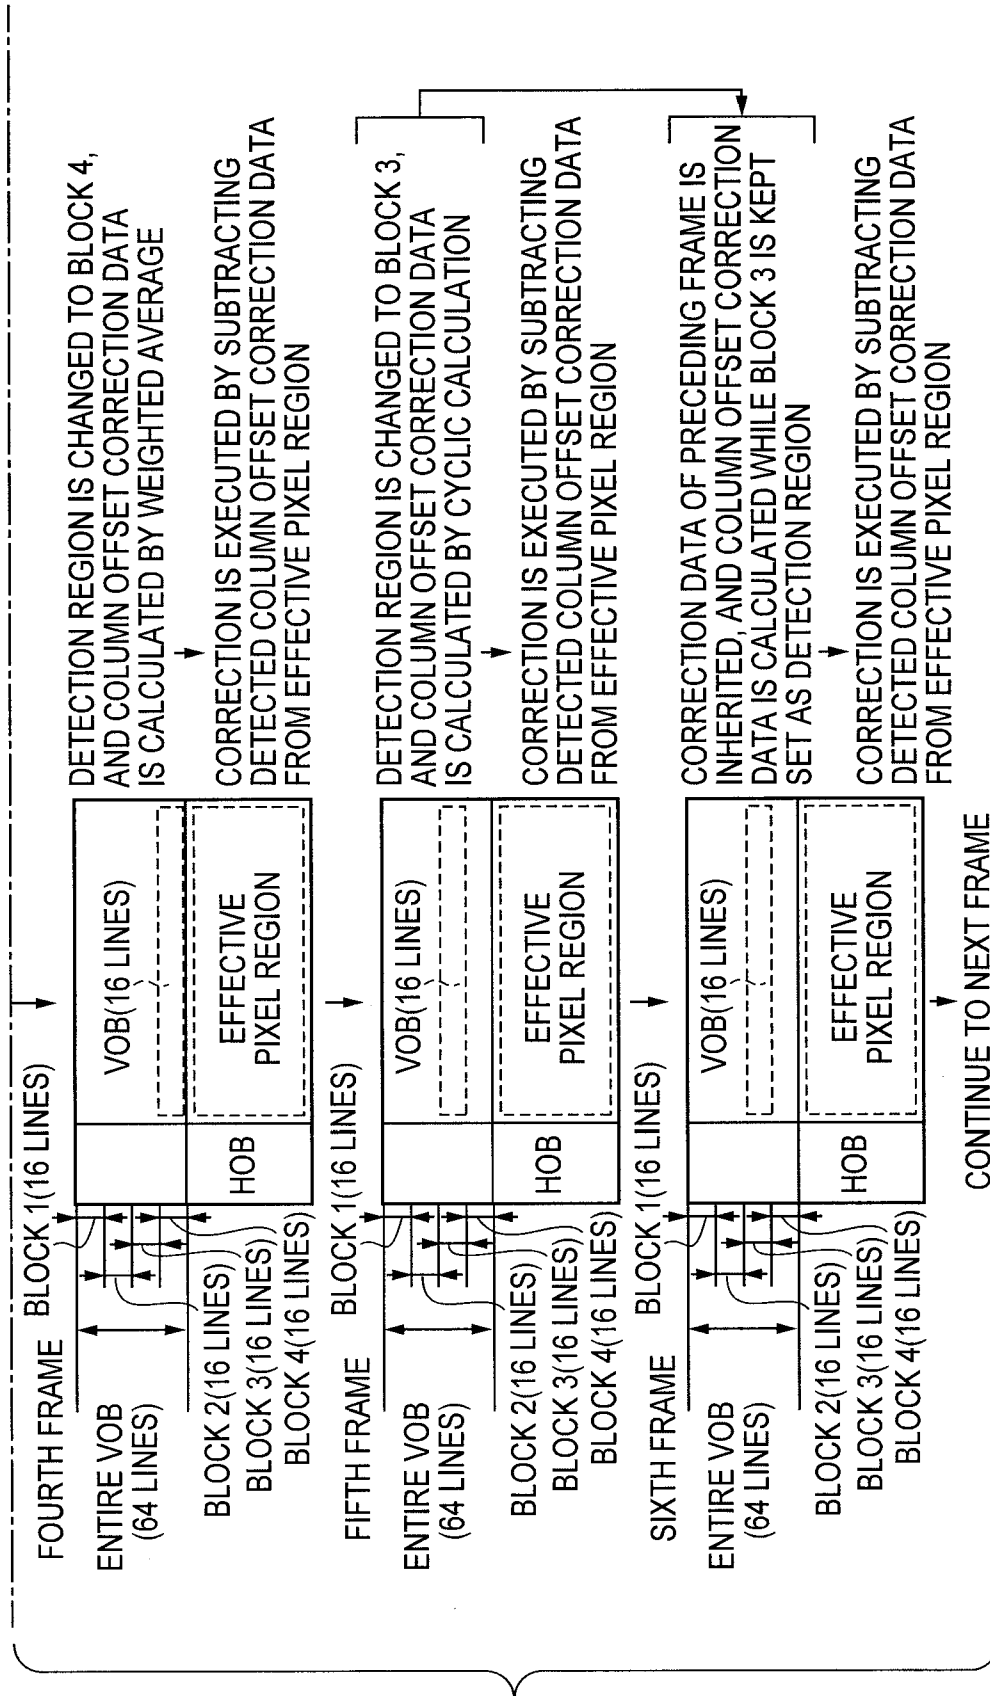 FOURTH FRAME
BLOCK 1(16 LINES)
ENTIRE VOB
(64 LINES)
BLOCK 2(16 LINES)
BLOCK 3(16 LINES)
BLOCK 4(16 LINES)
VOB(16 LINES)
HOB
EFFECTIVE
PIXEL REGION
DETECTION REGION IS CHANGED TO BLOCK 4,
AND COLUMN OFFSET CORRECTION DATA
IS CALCULATED BY WEIGHTED AVERAGE
CORRECTION IS EXECUTED BY SUBTRACTING
DETECTED COLUMN OFFSET CORRECTION DATA
FROM EFFECTIVE PIXEL REGION
FIFTH FRAME
BLOCK 1(16 LINES)
ENTIRE VOB
(64 LINES)
BLOCK 2(16 LINES)
BLOCK 3(16 LINES)
BLOCK 4(16 LINES)
VOB(16 LINES)
HOB
EFFECTIVE
PIXEL REGION
DETECTION REGION IS CHANGED TO BLOCK 3,
AND COLUMN OFFSET CORRECTION DATA
IS CALCULATED BY CYCLIC CALCULATION
CORRECTION IS EXECUTED BY SUBTRACTING
DETECTED COLUMN OFFSET CORRECTION DATA
FROM EFFECTIVE PIXEL REGION
SIXTH FRAME
BLOCK 1(16 LINES)
ENTIRE VOB
(64 LINES)
BLOCK 2(16 LINES)
BLOCK 3(16 LINES)
BLOCK 4(16 LINES)
VOB(16 LINES)
HOB
EFFECTIVE
PIXEL REGION
CORRECTION DATA OF PRECEDING FRAME IS
INHERITED, AND COLUMN OFFSET CORRECTION
DATA IS CALCULATED WHILE BLOCK 3 IS KEPT
SET AS DETECTION REGION
CORRECTION IS EXECUTED BY SUBTRACTING
DETECTED COLUMN OFFSET CORRECTION DATA
FROM EFFECTIVE PIXEL REGION
CONTINUE TO NEXT FRAME